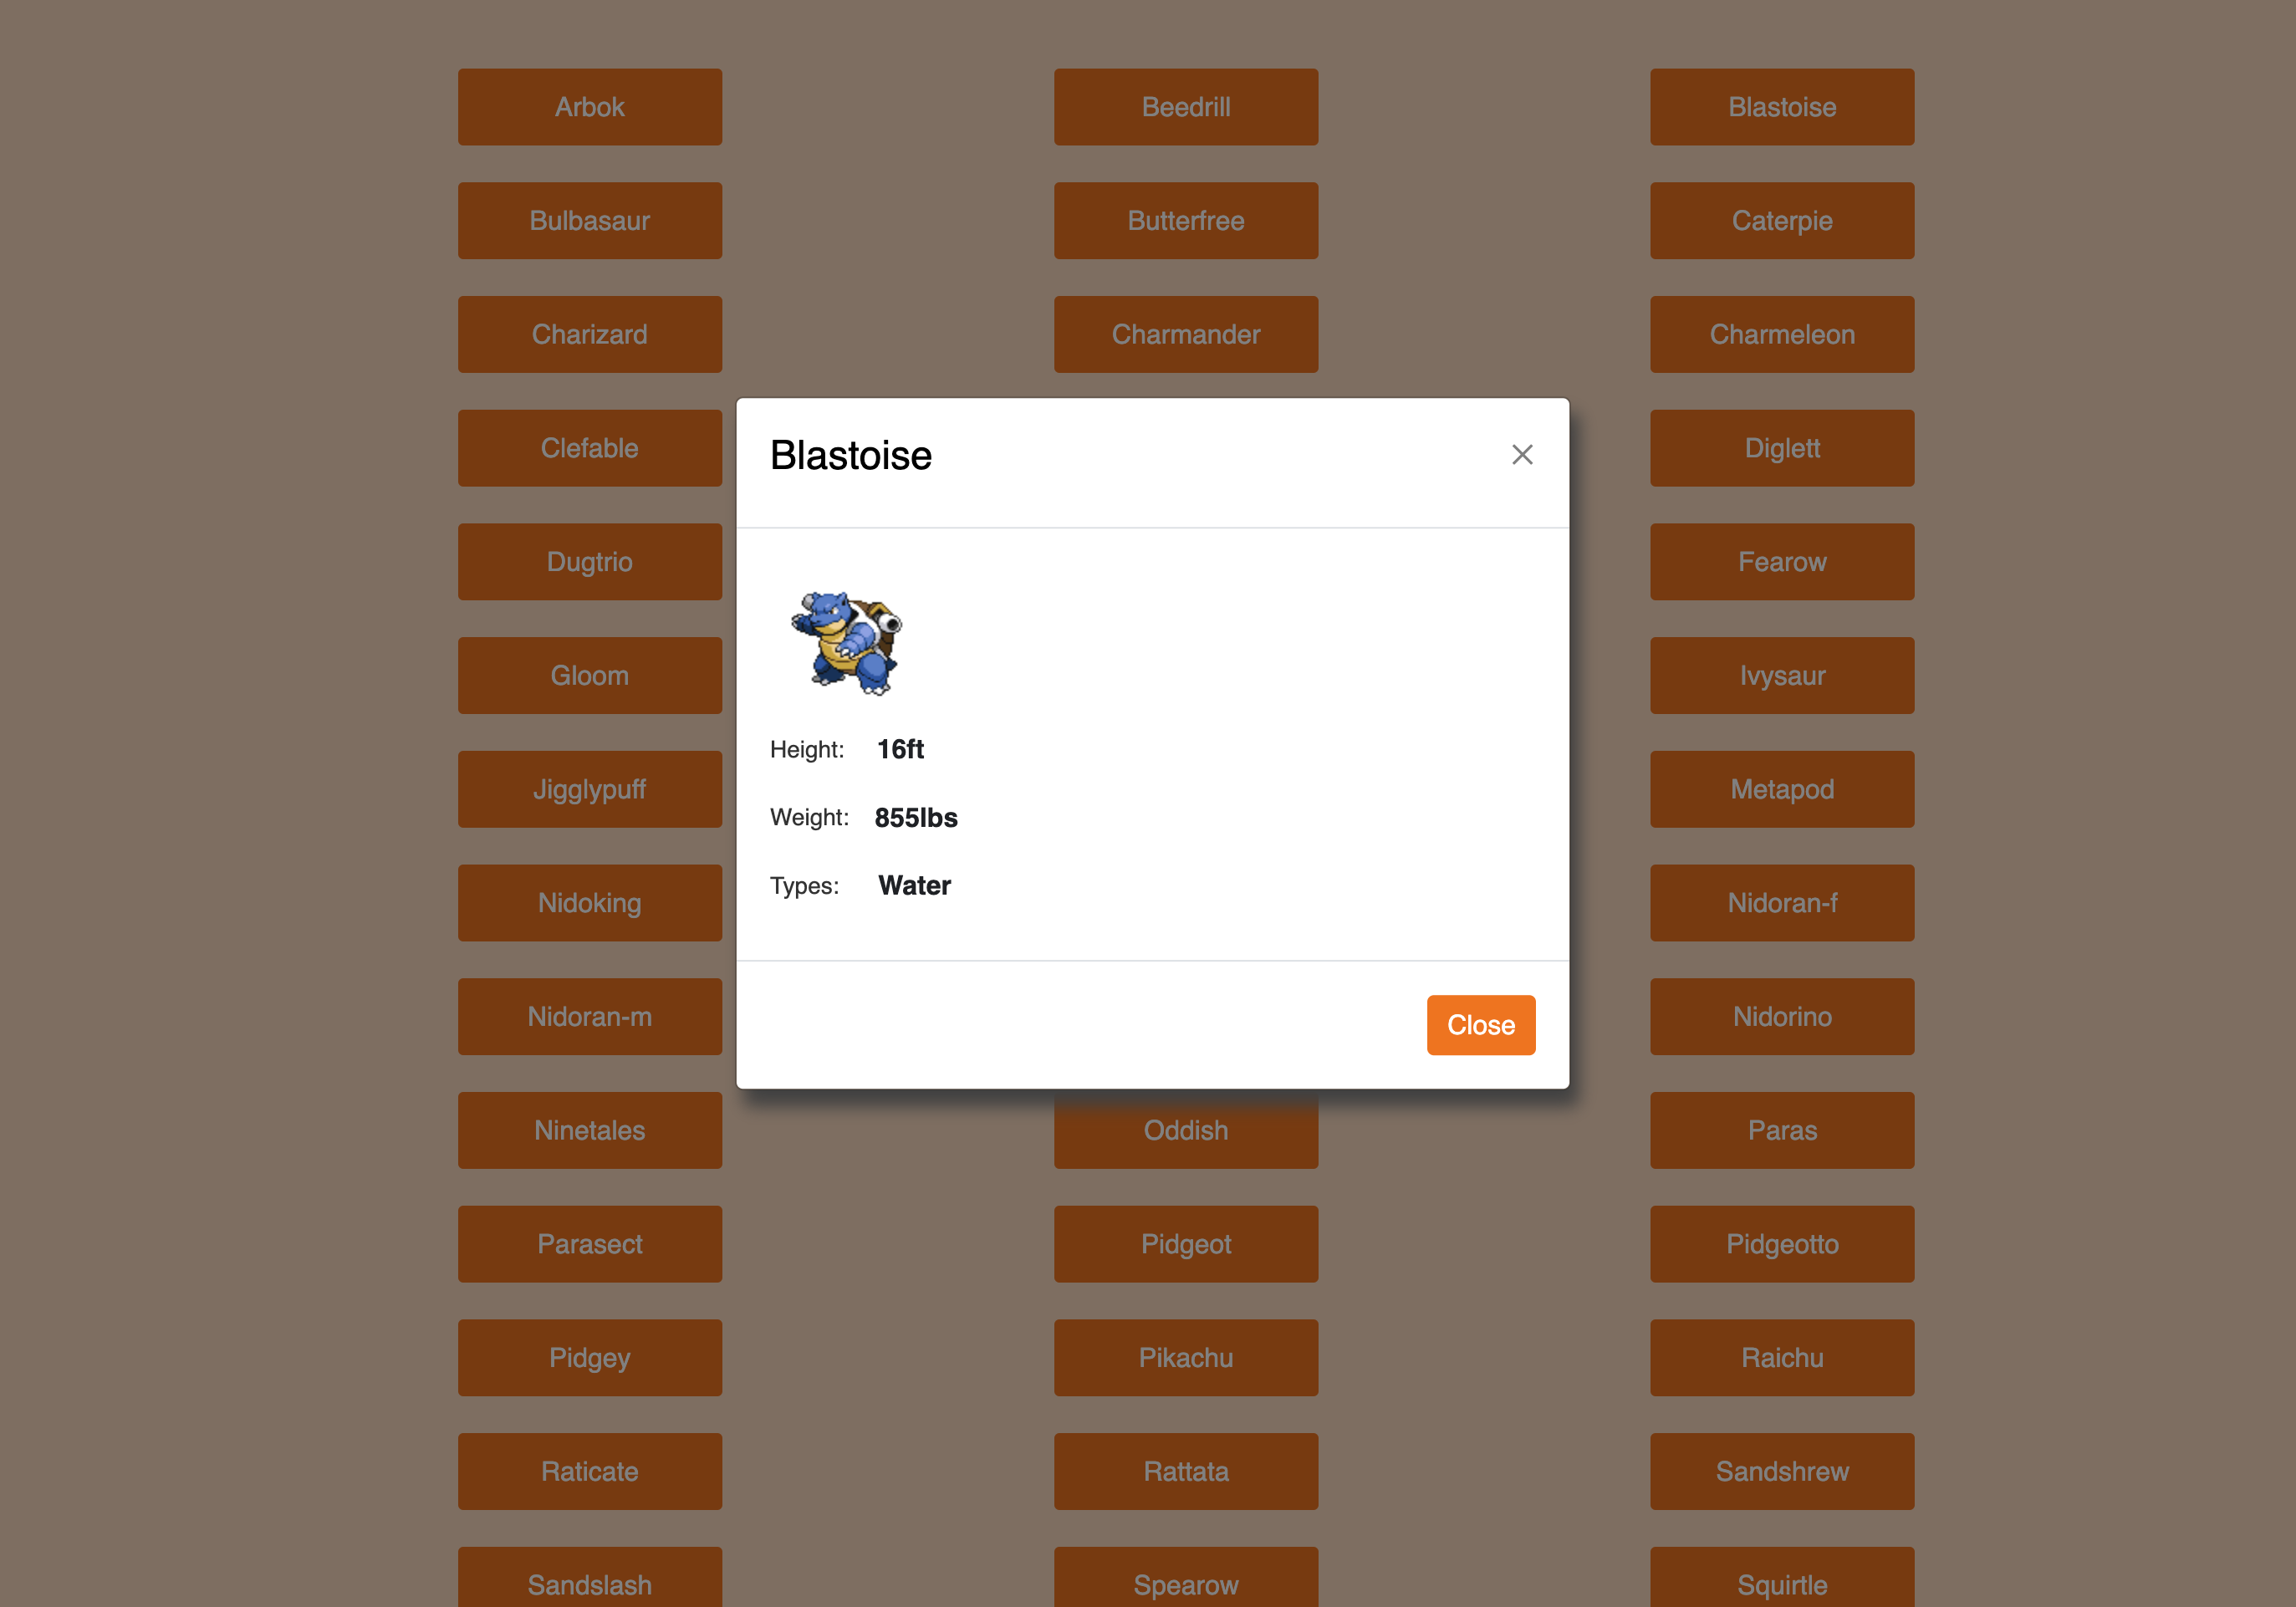 Arbok Beedrill Blastoise
Bulbasaur Butterfree Caterpie
Charizard Charmander Charmeleon
Clefable Diglett
Dugtrio Fearow
Gloom Ivysaur
Jigglypuff Metapod
Nidoking Nidoran-f
Nidoran-m Nidorino
Blastoise
Height: 16ft
Weight: 855lbs
Types: Water
Close
Ninetales Oddish Paras
Parasect Pidgeot Pidgeotto
Pidgey Pikachu Raichu
Raticate Rattata Sandshrew
Sandslash Spearow Squirtle